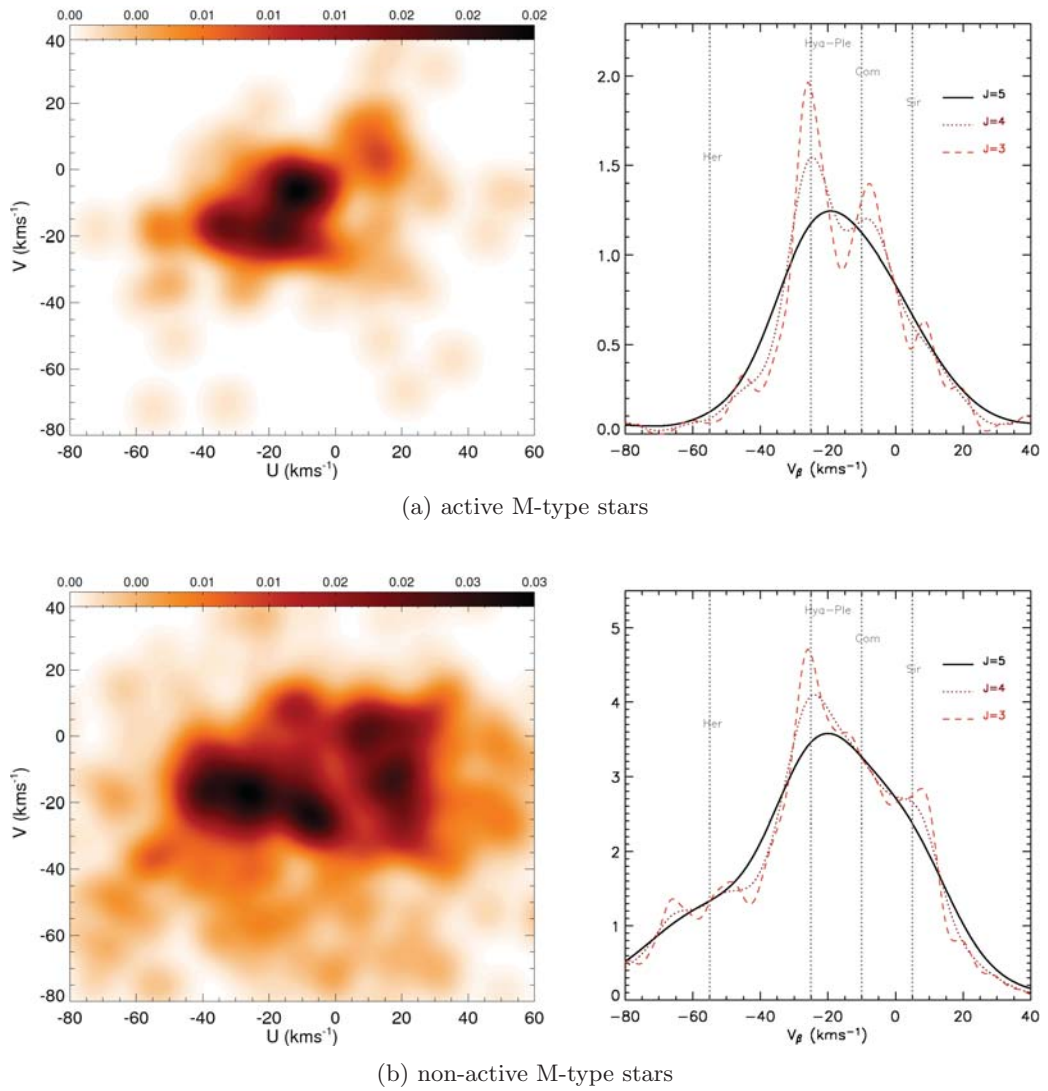 0.00 0.00 0.01 0.01 0.01 0.01 0.02 0.02
40
20
0
-20
-40
-60
-80
V (kms-1)
-80 -60 -40 -20 0 20 40 60
U (kms-1)
2.0
1.5
1.0
0.5
0.0
Hya-Ple
Com
Sir
Her
J=5
J=4
J=3
-80 -60 -40 -20 0 20 40
Vβ (kms-1)
(a) active M-type stars
0.00 0.00 0.01 0.01 0.02 0.02 0.03 0.03
40
20
0
-20
-40
-60
-80
V (kms-1)
-80 -60 -40 -20 0 20 40 60
U (kms-1)
5
4
3
2
1
0
Hya-Ple
Com
Sir
Her
J=5
J=4
J=3
-80 -60 -40 -20 0 20 40
Vβ (kms-1)
(b) non-active M-type stars